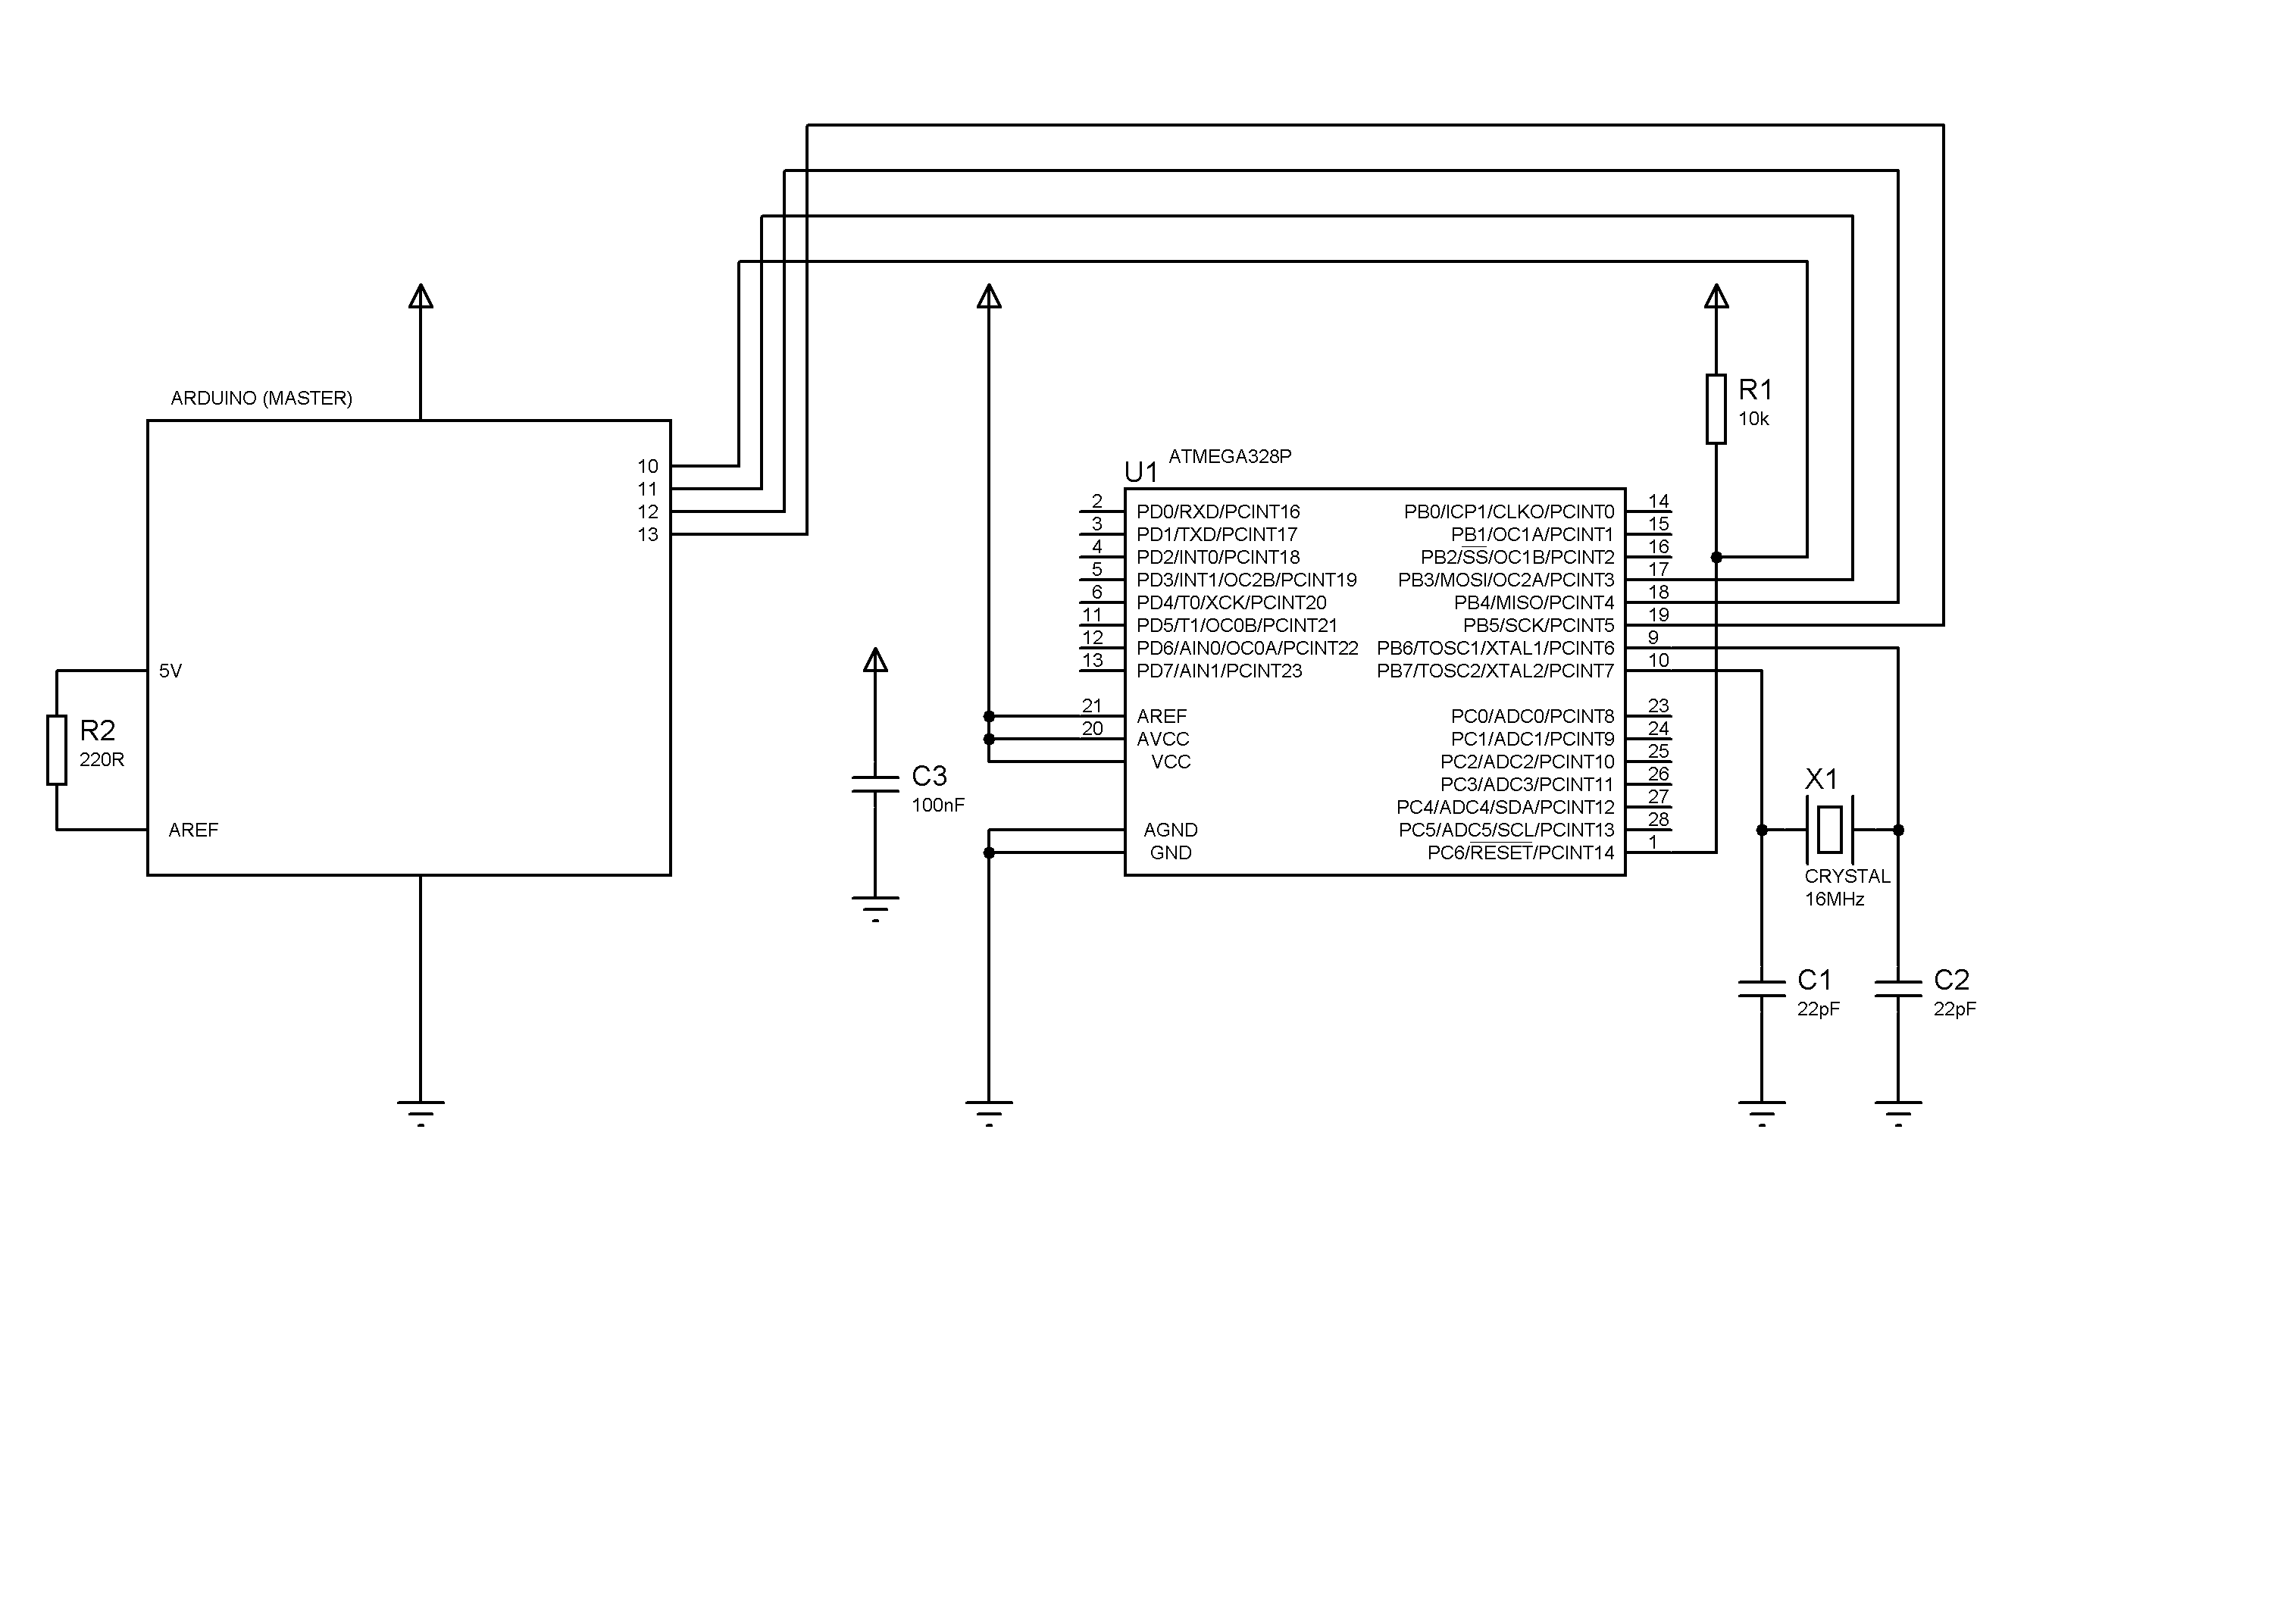 ARDUINO (MASTER)
10
11
12
13
5V
AREF
R2
220R
C3
100nF
U1
ATMEGA328P
2
3
4
5
6
11
12
13
21
20
PD0/RXD/PCINT16
PD1/TXD/PCINT17
PD2/INT0/PCINT18
PD3/INT1/OC2B/PCINT19
PD4/T0/XCK/PCINT20
PD5/T1/OC0B/PCINT21
PD6/AIN0/OC0A/PCINT22
PD7/AIN1/PCINT23
AREF
AVCC
VCC
AGND
GND
PB0/ICP1/CLKO/PCINT0
PB1/OC1A/PCINT1
PB2/SS/OC1B/PCINT2
PB3/MOSI/OC2A/PCINT3
PB4/MISO/PCINT4
PB5/SCK/PCINT5
PB6/TOSC1/XTAL1/PCINT6
PB7/TOSC2/XTAL2/PCINT7
PC0/ADC0/PCINT8
PC1/ADC1/PCINT9
PC2/ADC2/PCINT10
PC3/ADC3/PCINT11
PC4/ADC4/SDA/PCINT12
PC5/ADC5/SCL/PCINT13
PC6/RESET/PCINT14
14
15
16
17
18
19
9
10
23
24
25
26
27
28
1
R1
10k
X1
CRYSTAL
16MHz
C1
22pF
C2
22pF